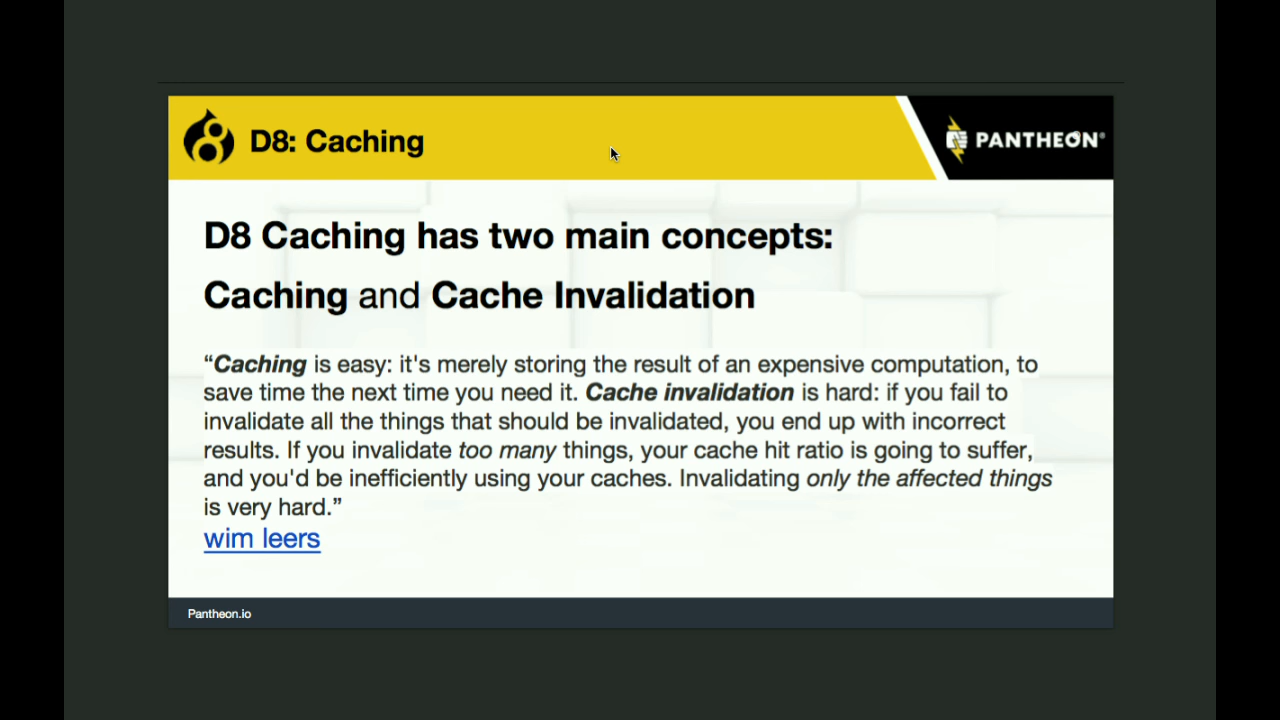 D8: Caching
PANTHEON®
D8 Caching has two main concepts:
Caching and Cache Invalidation
“Caching is easy: it's merely storing the result of an expensive computation, to
save time the next time you need it. Cache invalidation is hard: if you fail to
invalidate all the things that should be invalidated, you end up with incorrect
results. If you invalidate too many things, your cache hit ratio is going to suffer,
and you'd be inefficiently using your caches. Invalidating only the affected things
is very hard.”
wim leers
Pantheon.io